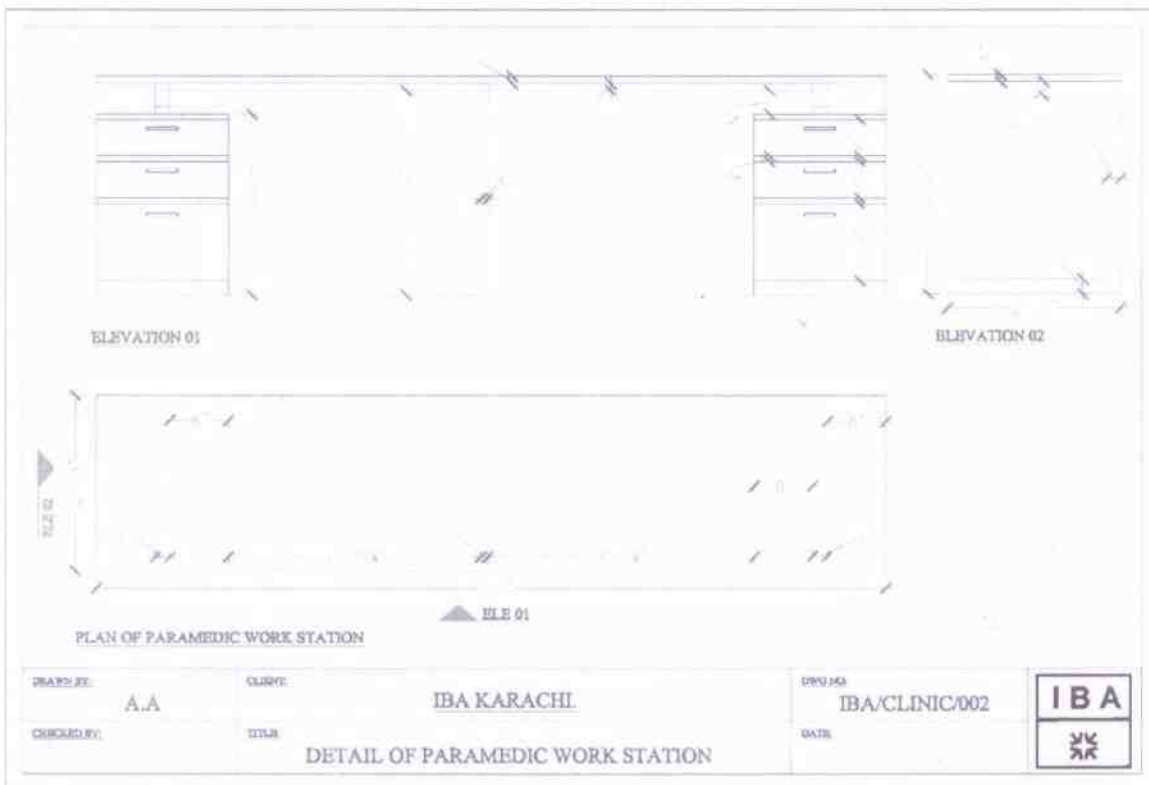 ELEVATION 01
ELEVATION 02
ELE 02
ELE 01
PLAN OF PARAMEDIC WORK STATION
DRAWN BY:
A.A
CLIENT:
IBA KARACHI.
DWG NO:
IBA/CLINIC/002
IBA
CHECKED BY:
TITLE:
DETAIL OF PARAMEDIC WORK STATION
DATE: